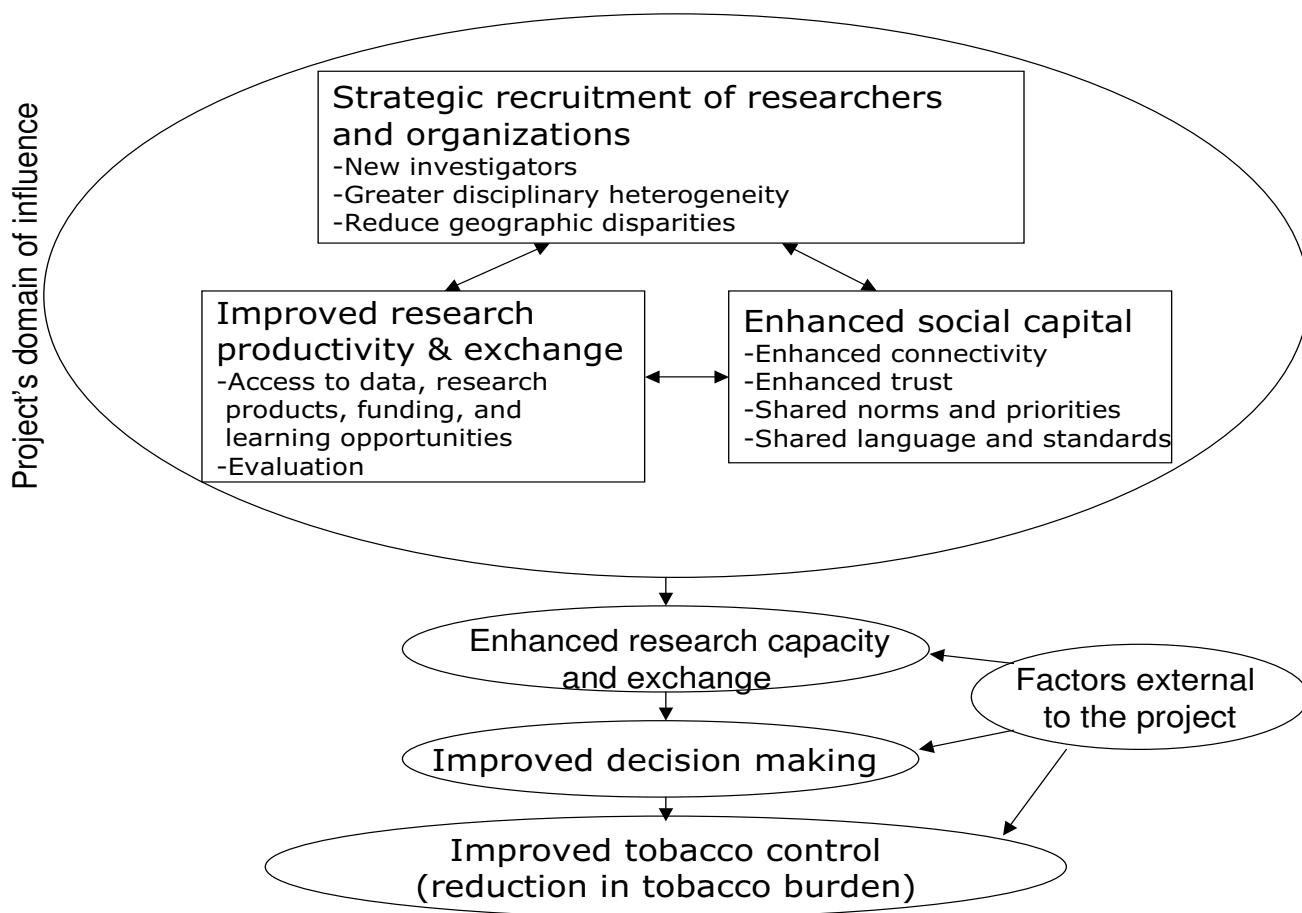 Project's domain of influence
Strategic recruitment of researchers
and organizations
-New investigators
-Greater disciplinary heterogeneity
-Reduce geographic disparities
Improved research
productivity & exchange
-Access to data, research
products, funding, and
learning opportunities
-Evaluation
Enhanced social capital
-Enhanced connectivity
-Enhanced trust
-Shared norms and priorities
-Shared language and standards
Enhanced research capacity
and exchange
Factors external
to the project
Improved decision making
Improved tobacco control
(reduction in tobacco burden)